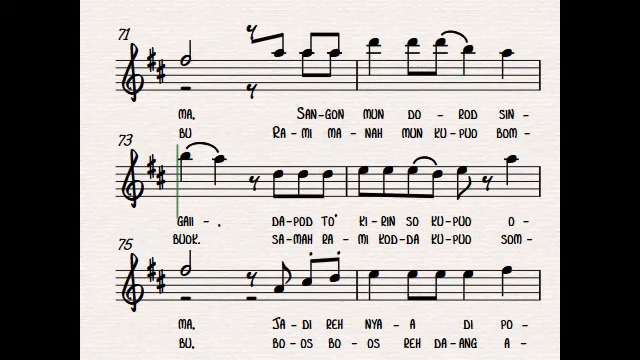 71
MA. SAN-GON MUN DO - ROD SIN-
BU RA-MI MA-NAH MUN KU-PUO BOM-
73
GAII - . DA-POD TO' KI-RIN SO KU-PUO O-
BUOK. SA-MAH RA-MI KOD-DA KU-PUO SOM-
75
MA. JA-DI REH NYA-A DI PO-
BU. BO-OS BO-OS REH DA-ANG A-